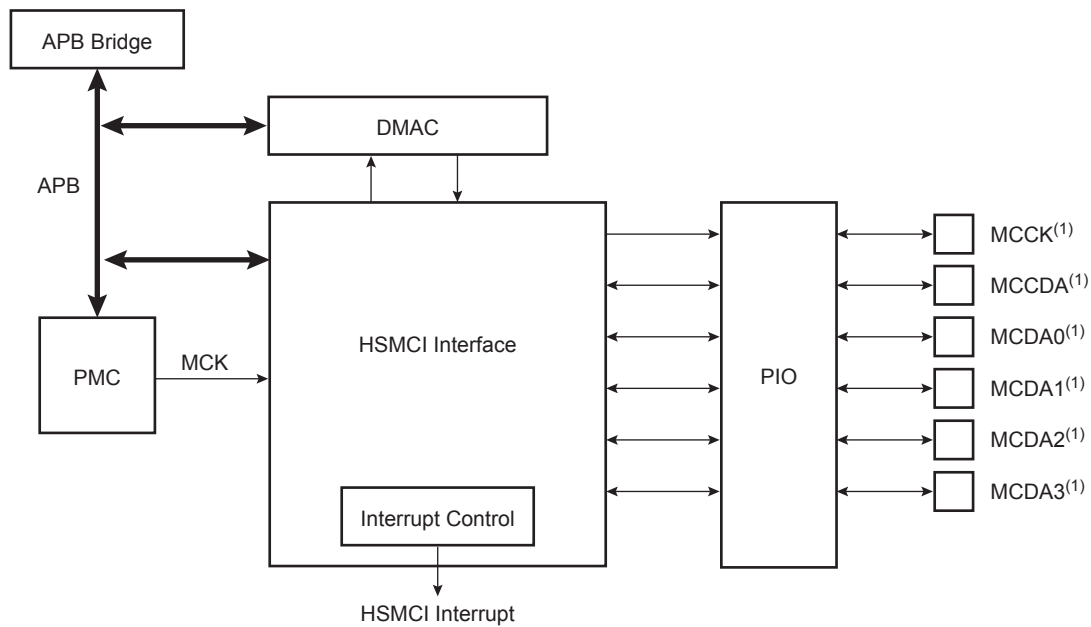 APB Bridge
DMAC
APB
MCCK(1)
MCCDA(1)
HSMCI Interface
MCDA0(1)
MCK
PMC
PIO
MCDA1(1)
MCDA2(1)
MCDA3(1)
Interrupt Control
HSMCI Interrupt